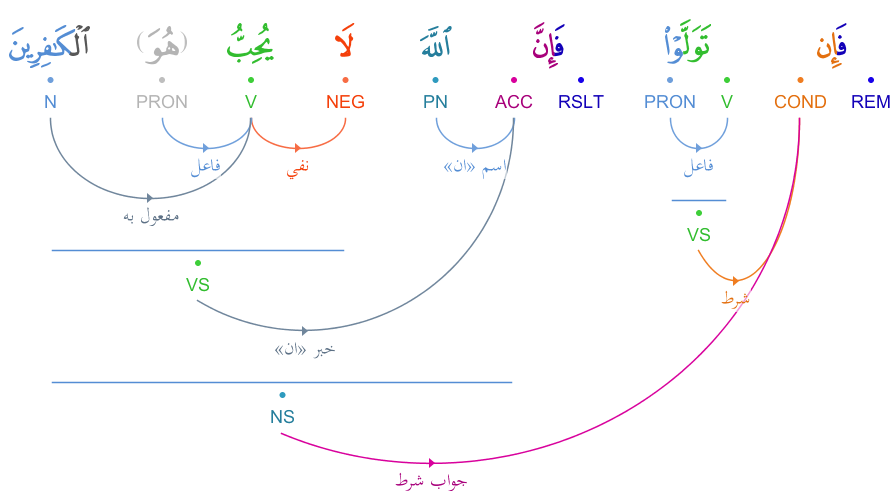 فَإِن تَوَلَّوْا۟ فَإِنَّ ٱللَّهَ لَا يُحِبُّ (هُوَ) ٱلْكَـٰفِرِينَ
REM COND V PRON RSLT ACC PN NEG V PRON N
فاعل اسم «ان» نفي فاعل
مفعول به
VS
شرط
VS
خبر «ان»
NS
جواب شرط